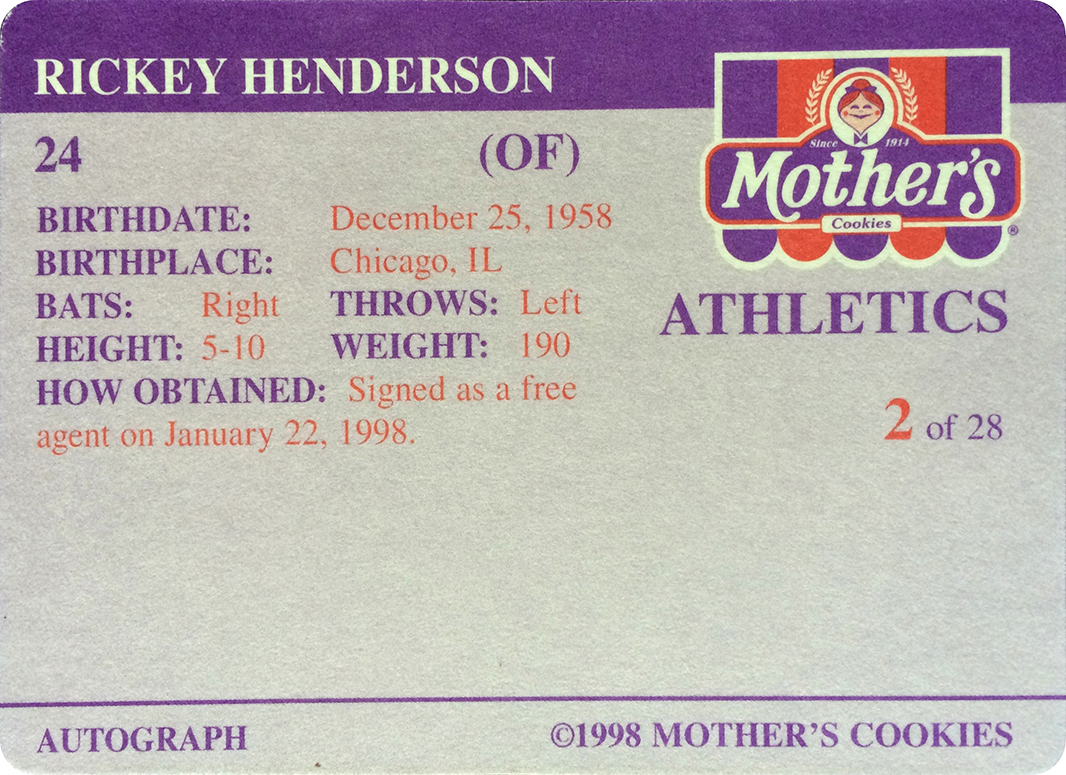 RICKEY HENDERSON
24 (OF)
Since 1914
Mother's
Cookies
®
BIRTHDATE: December 25, 1958
BIRTHPLACE: Chicago, IL
BATS: Right THROWS: Left
HEIGHT: 5-10 WEIGHT: 190
HOW OBTAINED: Signed as a free
agent on January 22, 1998.
ATHLETICS
2 of 28
AUTOGRAPH
©1998 MOTHER'S COOKIES